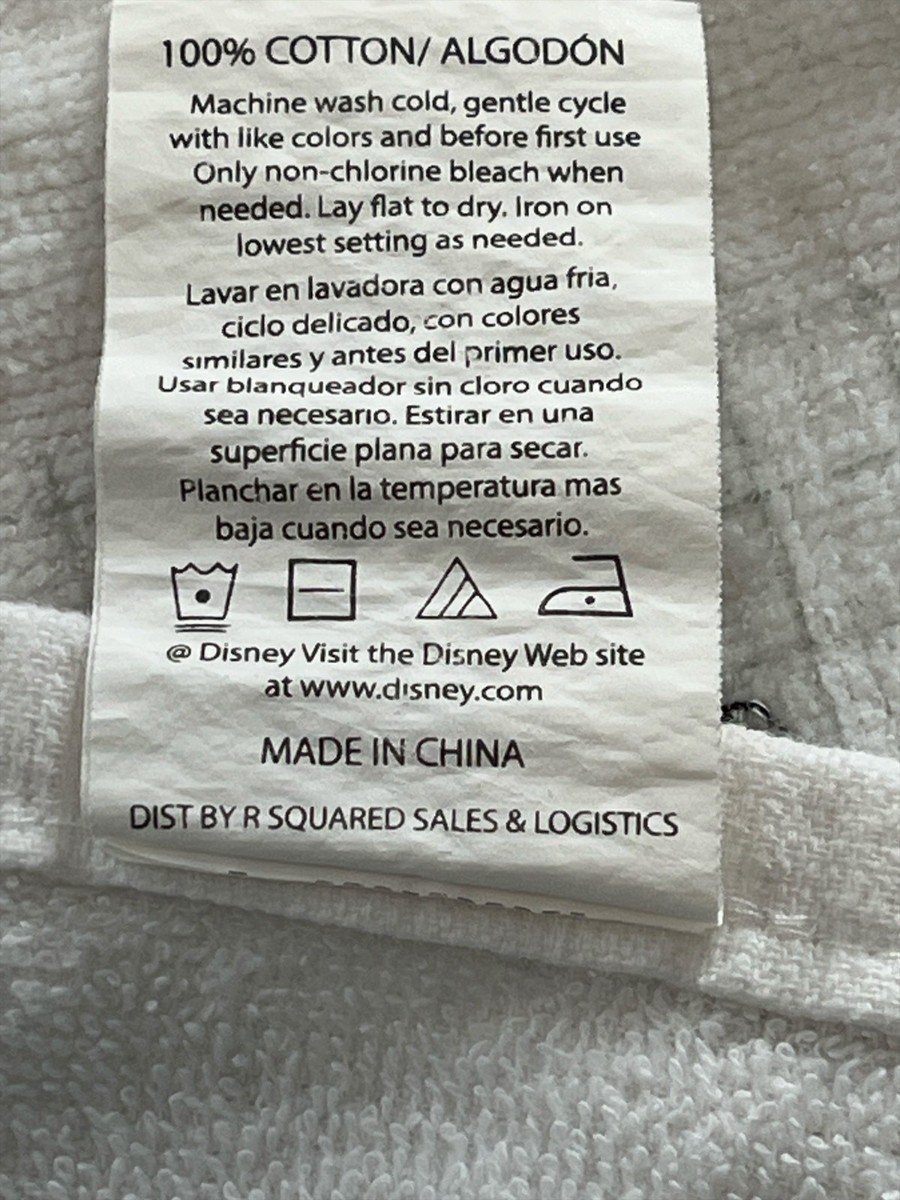 100% COTTON/ ALGODÓN
Machine wash cold, gentle cycle
with like colors and before first use
Only non-chlorine bleach when
needed. Lay flat to dry. Iron on
lowest setting as needed.
Lavar en lavadora con agua fria,
ciclo delicado, con colores
similares y antes del primer uso.
Usar blanqueador sin cloro cuando
sea necesario. Estirar en una
superficie plana para secar.
Planchar en la temperatura mas
baja cuando sea necesario.
@ Disney Visit the Disney Web site
at www.disney.com
MADE IN CHINA
DIST BY R SQUARED SALES & LOGISTICS